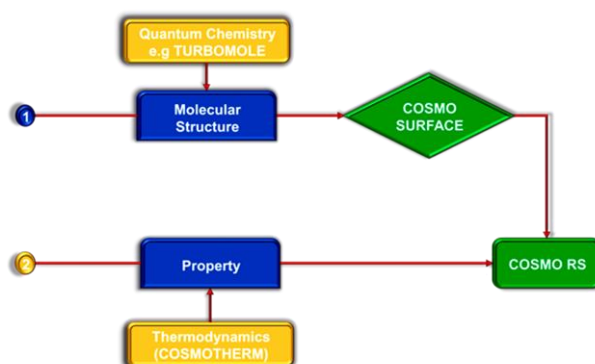 Quantum Chemistry
e.g TURBOMOLE
1
Molecular
Structure
COSMO
SURFACE
2
Property
COSMO RS
Thermodynamics
(COSMOTHERM)